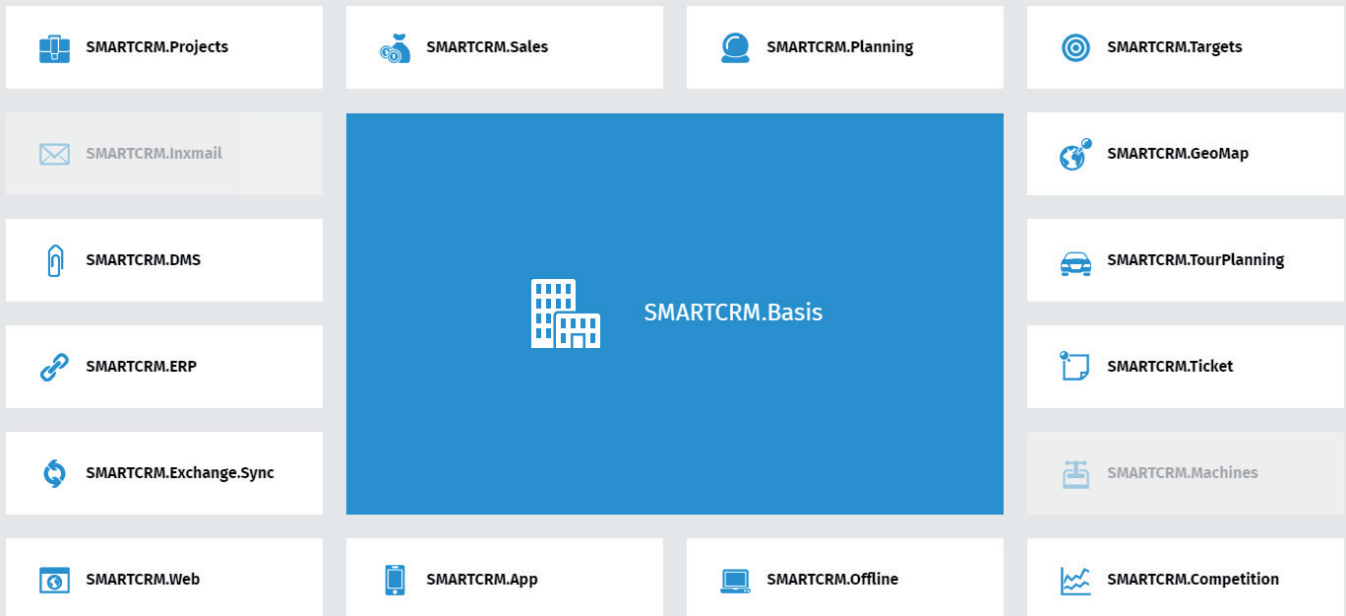 SMARTCRM.Projects
SMARTCRM.Sales
SMARTCRM.Planning
SMARTCRM.Targets
SMARTCRM.Inxmail
SMARTCRM.GeoMap
SMARTCRM.DMS
SMARTCRM.TourPlanning
SMARTCRM.Basis
SMARTCRM.ERP
SMARTCRM.Ticket
SMARTCRM.Exchange.Sync
SMARTCRM.Machines
SMARTCRM.Web
SMARTCRM.App
SMARTCRM.Offline
SMARTCRM.Competition